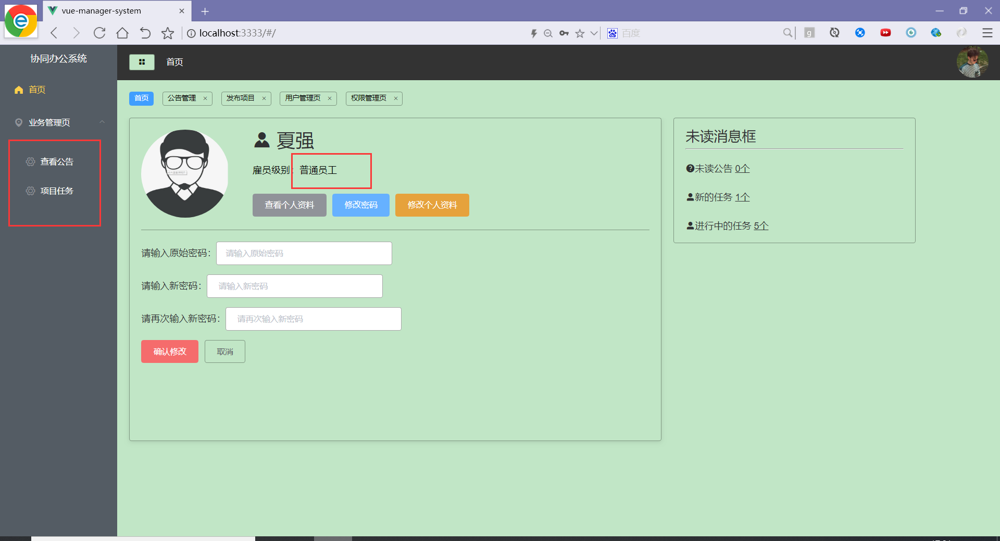 vue-manager-system
localhost:3333/#/
百度
协同办公系统
首页
首页
业务管理页
查看公告
项目任务
首页
公告管理
发布项目
用户管理页
权限管理页
夏强
雇员级别：普通员工
查看个人资料
修改密码
修改个人资料
请输入原始密码：
请输入原始密码
请输入新密码：
请输入新密码
请再次输入新密码：
请再次输入新密码
确认修改
取消
未读消息框
未读公告 0个
新的任务 1个
进行中的任务 5个